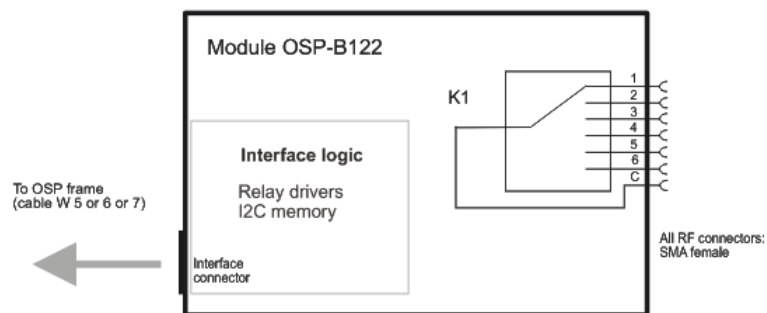 Module OSP-B122
K1
1
2
3
4
5
6
C
Interface logic
Relay drivers
I2C memory
To OSP frame
(cable W 5 or 6 or 7)
Interface
connector
All RF connectors:
SMA female